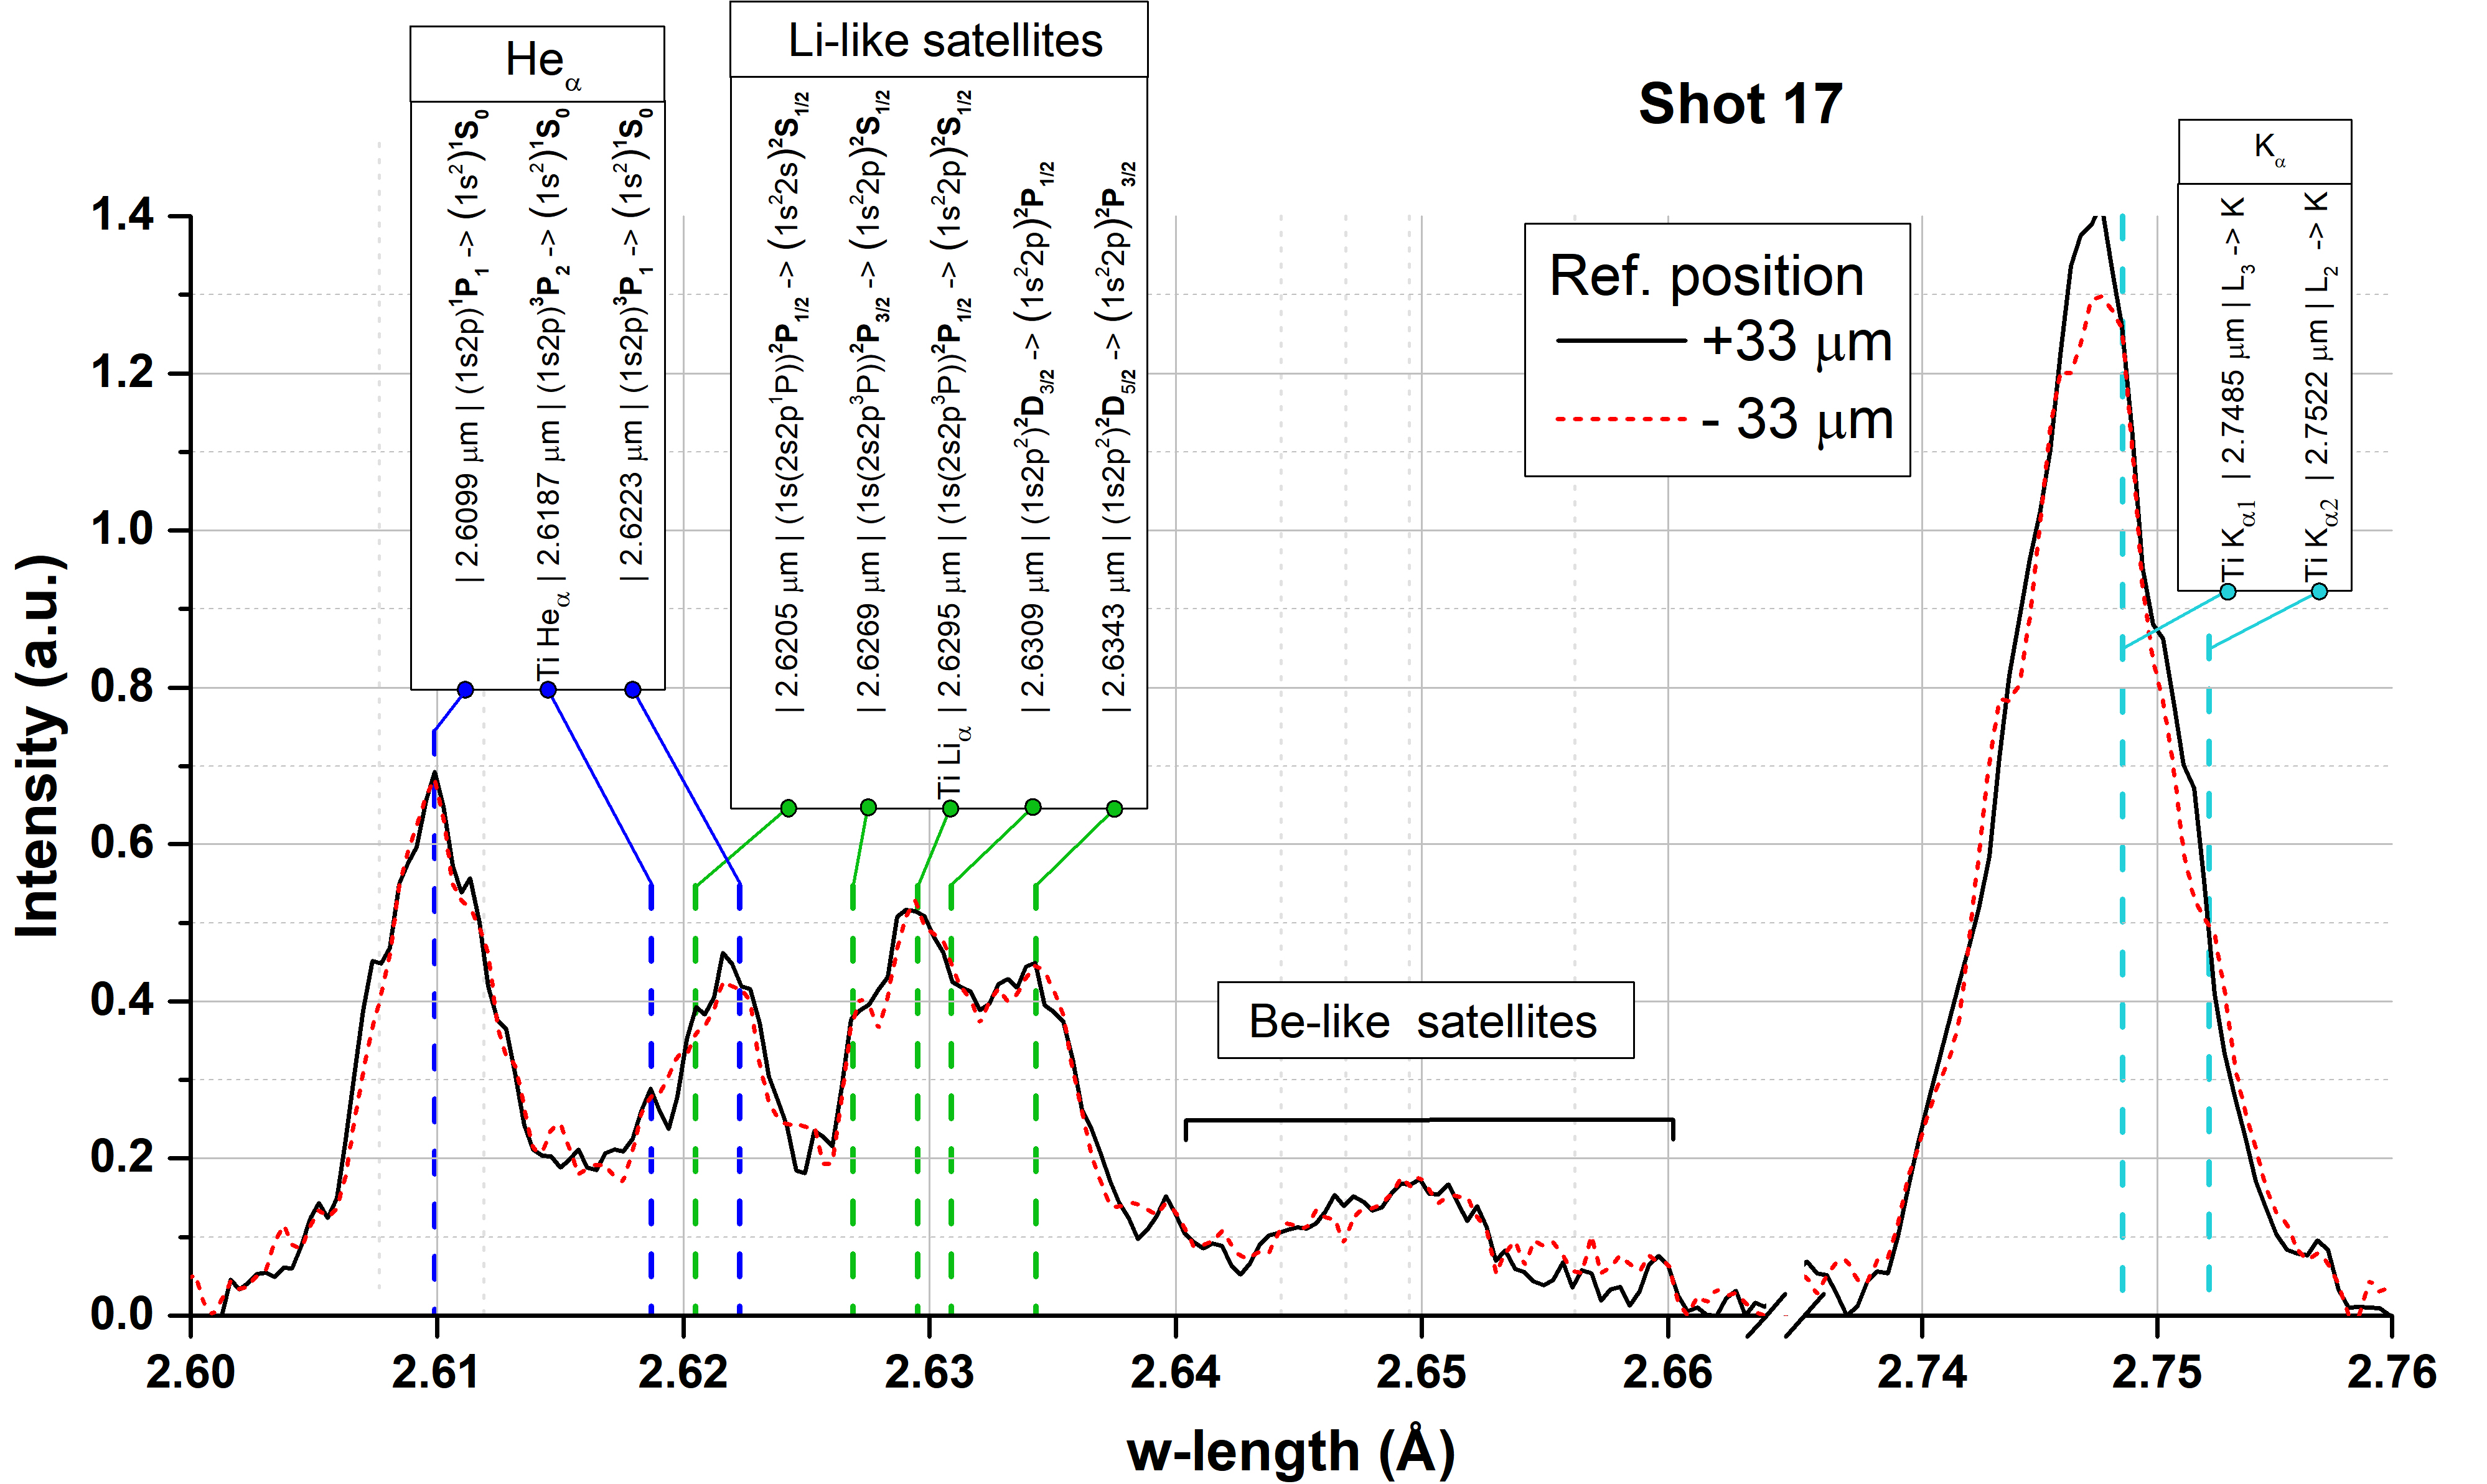 Heα
| 2.6099 μm | (1s2p)¹P₁ -> (1s²)¹S₀
Ti Heα | 2.6187 μm | (1s2p)³P₂ -> (1s²)¹S₀
| 2.6223 μm | (1s2p)³P₁ -> (1s²)¹S₀
Li-like satellites
| 2.6205 μm | (1s(2s2p¹P))²P1/2 -> (1s²2s)²S1/2
| 2.6269 μm | (1s(2s2p³P))²P3/2 -> (1s²2p)²S1/2
Ti Liα | 2.6295 μm | (1s(2s2p³P))²P1/2 -> (1s²2p)²S1/2
| 2.6309 μm | (1s2p²)²D3/2 -> (1s²2p)²P1/2
| 2.6343 μm | (1s2p²)²D5/2 -> (1s²2p)²P3/2
Shot 17
Kα
Ti Kα1 | 2.7485 μm | L₃ -> K
Ti Kα2 | 2.7522 μm | L₂ -> K
Ref. position
+33 μm
- 33 μm
Be-like satellites
Intensity (a.u.)
1.4
1.2
1.0
0.8
0.6
0.4
0.2
0.0
2.60 2.61 2.62 2.63 2.64 2.65 2.66 2.74 2.75 2.76
w-length (Å)